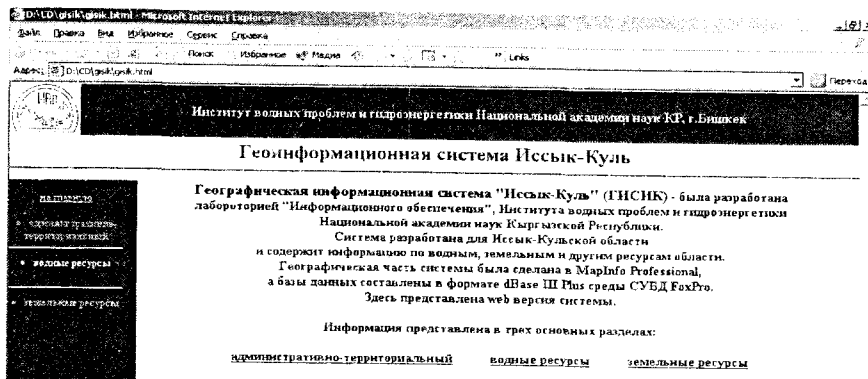 D:\CD\gisik\gisik.html - Microsoft Internet Explorer
Файл Правка Вид Избранное Сервис Справка
Поиск Избранное Медиа
Links
Адрес: D:\CD\gisik\gisik.html Переход
Институт водных проблем и гидроэнергетики Национальной академии наук КР, г.Бишкек
Геоинформационная система Иссык-Куль
на главную
• административно-территориальный
• водные ресурсы
• земельные ресурсы
Географическая информационная система "Иссык-Куль" (ГИСИК) - была разработана
лабораторией "Информационного обеспечения", Института водных проблем и гидроэнергетики
Национальной академии наук Кыргызской Республики.
Система разработана для Иссык-Кульской области
и содержит информацию по водным, земельным и другим ресурсам области.
Географическая часть системы была сделана в MapInfo Professional,
а базы данных составлены в формате dBase III Plus среды СУБД FoxPro.
Здесь представлена web версия системы.
Информация представлена в трех основных разделах:
административно-территориальный водные ресурсы земельные ресурсы